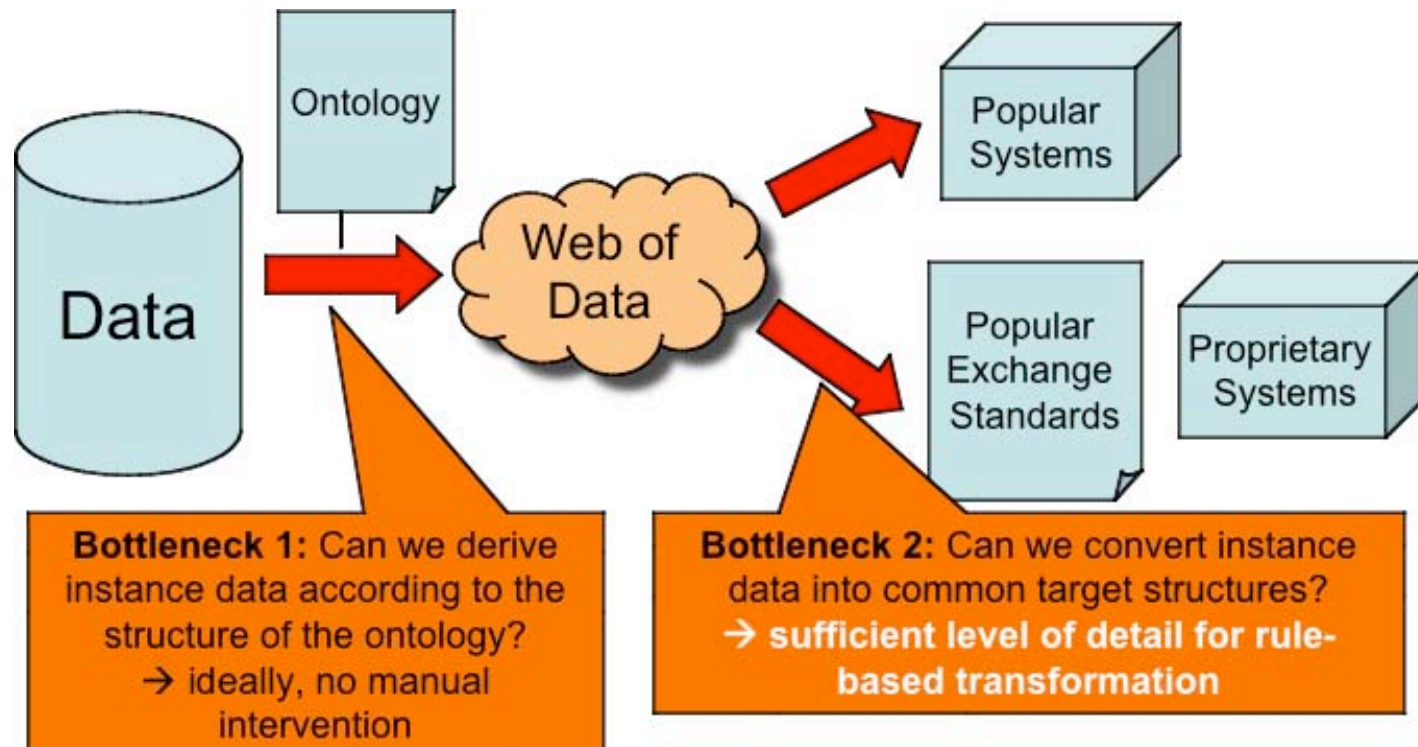 Ontology
Data
Web of
Data
Popular
Systems
Popular
Exchange
Standards
Proprietary
Systems
Bottleneck 1: Can we derive
instance data according to the
structure of the ontology?
→ ideally, no manual
intervention
Bottleneck 2: Can we convert instance
data into common target structures?
→ sufficient level of detail for rule-
based transformation